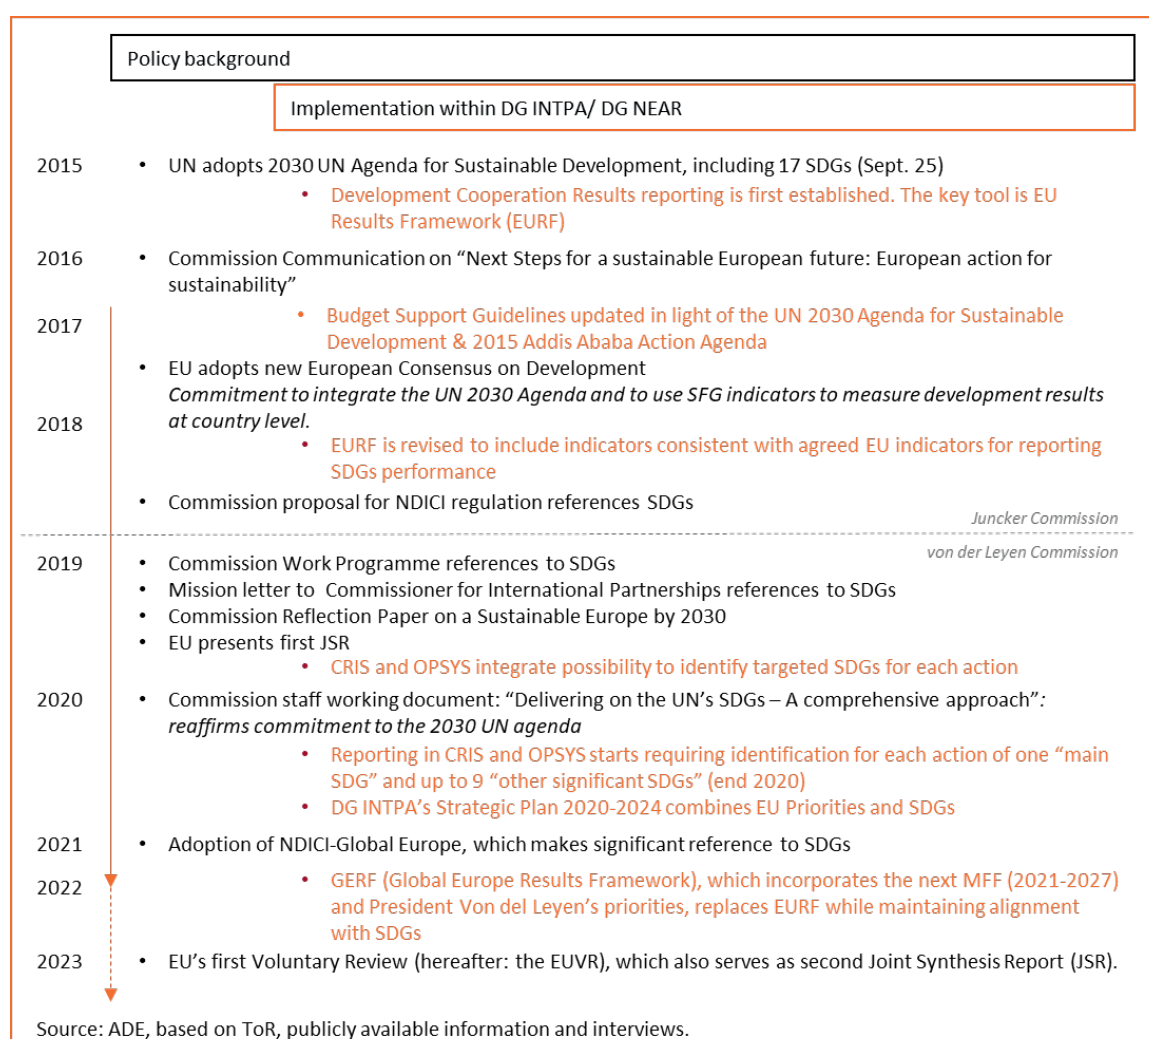 Policy background
Implementation within DG INTPA/ DG NEAR
2015 • UN adopts 2030 UN Agenda for Sustainable Development, including 17 SDGs (Sept. 25)
• Development Cooperation Results reporting is first established. The key tool is EU
Results Framework (EURF)
2016 • Commission Communication on “Next Steps for a sustainable European future: European action for
sustainability”
2017 • Budget Support Guidelines updated in light of the UN 2030 Agenda for Sustainable
Development & 2015 Addis Ababa Action Agenda
• EU adopts new European Consensus on Development
Commitment to integrate the UN 2030 Agenda and to use SFG indicators to measure development results
2018 at country level.
• EURF is revised to include indicators consistent with agreed EU indicators for reporting
SDGs performance
• Commission proposal for NDICI regulation references SDGs
Juncker Commission
von der Leyen Commission
2019 • Commission Work Programme references to SDGs
• Mission letter to Commissioner for International Partnerships references to SDGs
• Commission Reflection Paper on a Sustainable Europe by 2030
• EU presents first JSR
• CRIS and OPSYS integrate possibility to identify targeted SDGs for each action
2020 • Commission staff working document: “Delivering on the UN’s SDGs – A comprehensive approach”:
reaffirms commitment to the 2030 UN agenda
• Reporting in CRIS and OPSYS starts requiring identification for each action of one “main
SDG” and up to 9 “other significant SDGs” (end 2020)
• DG INTPA’s Strategic Plan 2020-2024 combines EU Priorities and SDGs
2021 • Adoption of NDICI-Global Europe, which makes significant reference to SDGs
2022 • GERF (Global Europe Results Framework), which incorporates the next MFF (2021-2027)
and President Von del Leyen’s priorities, replaces EURF while maintaining alignment
with SDGs
2023 • EU’s first Voluntary Review (hereafter: the EUVR), which also serves as second Joint Synthesis Report (JSR).
Source: ADE, based on ToR, publicly available information and interviews.